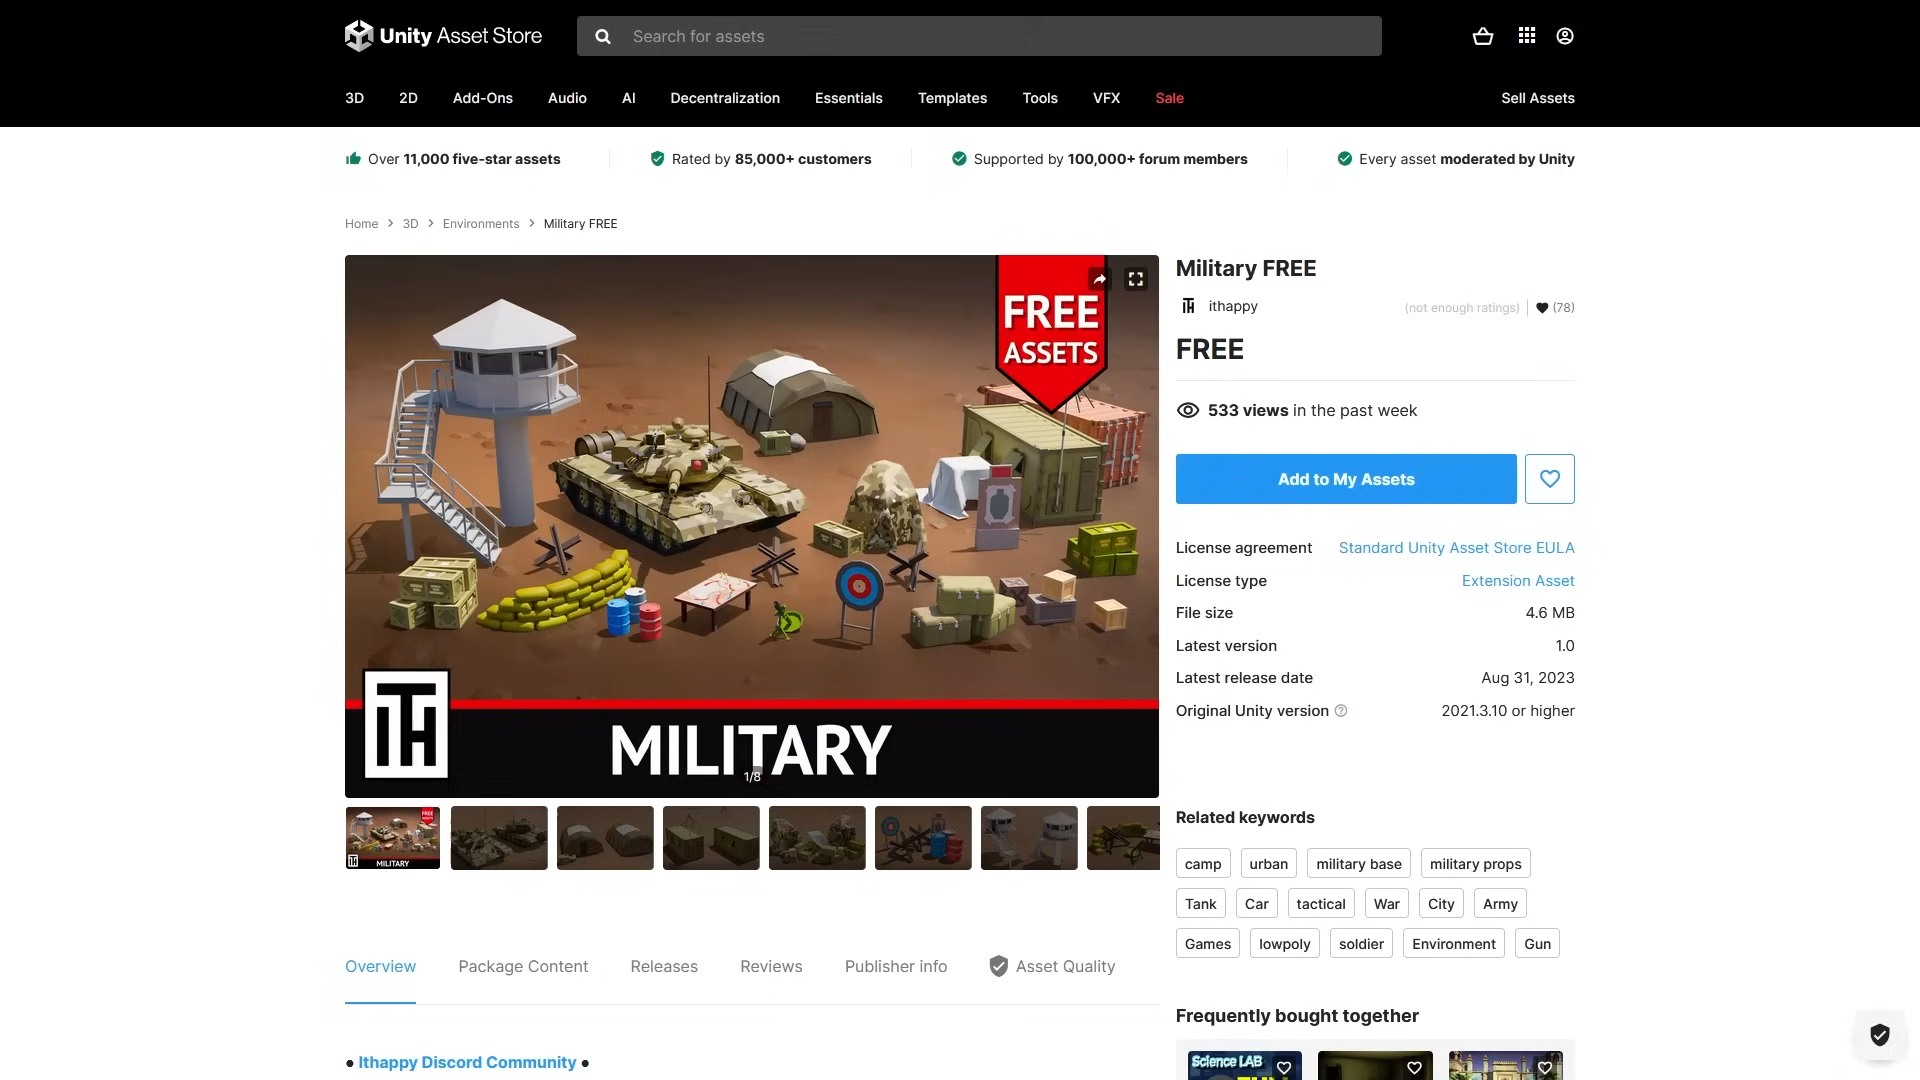 Unity Asset Store
Search for assets
3D 2D Add-Ons Audio AI Decentralization Essentials Templates Tools VFX Sale Sell Assets
Over 11,000 five-star assets
Rated by 85,000+ customers
Supported by 100,000+ forum members
Every asset moderated by Unity
Home > 3D > Environments > Military FREE
FREE
ASSETS
MILITARY
1/8
FREE
ASSETS
MILITARY
Military FREE
ithappy
(not enough ratings) (78)
FREE
533 views in the past week
Add to My Assets
License agreement Standard Unity Asset Store EULA
License type Extension Asset
File size 4.6 MB
Latest version 1.0
Latest release date Aug 31, 2023
Original Unity version 2021.3.10 or higher
Related keywords
camp urban military base military props
Tank Car tactical War City Army
Games lowpoly soldier Environment Gun
Overview Package Content Releases Reviews Publisher info Asset Quality
• Ithappy Discord Community •
Frequently bought together
Science LAB